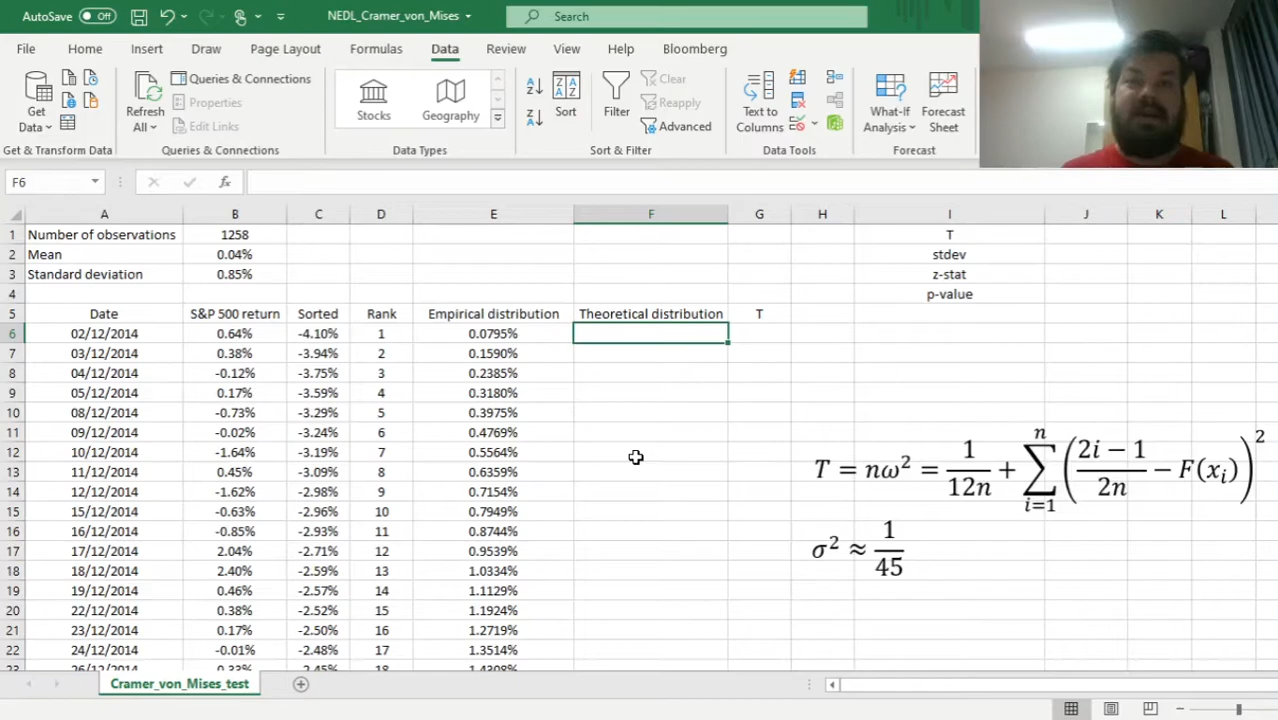 AutoSave Off NEDL_Cramer_von_Mises Search
File Home Insert Draw Page Layout Formulas Data Review View Help Bloomberg
Get Data Refresh All Queries & Connections Properties Edit Links Stocks Geography Sort Filter Clear Reapply Advanced Text to Columns What-If Analysis Forecast Sheet
Get & Transform Data Queries & Connections Data Types Sort & Filter Data Tools Forecast
F6 fx
A B C D E F G H I J K L
1 Number of observations 1258 T
2 Mean 0.04% stdev
3 Standard deviation 0.85% z-stat
4 p-value
5 Date S&P 500 return Sorted Rank Empirical distribution Theoretical distribution T
6 02/12/2014 0.64% -4.10% 1 0.0795%
7 03/12/2014 0.38% -3.94% 2 0.1590%
8 04/12/2014 -0.12% -3.75% 3 0.2385%
9 05/12/2014 0.17% -3.59% 4 0.3180%
10 08/12/2014 -0.73% -3.29% 5 0.3975%
11 09/12/2014 -0.02% -3.24% 6 0.4769%
12 10/12/2014 -1.64% -3.19% 7 0.5564%
13 11/12/2014 0.45% -3.09% 8 0.6359%
14 12/12/2014 -1.62% -2.98% 9 0.7154%
15 15/12/2014 -0.63% -2.96% 10 0.7949%
16 16/12/2014 -0.85% -2.93% 11 0.8744%
17 17/12/2014 2.04% -2.71% 12 0.9539%
18 18/12/2014 2.40% -2.59% 13 1.0334%
19 19/12/2014 0.46% -2.57% 14 1.1129%
20 22/12/2014 0.38% -2.52% 15 1.1924%
21 23/12/2014 0.17% -2.50% 16 1.2719%
22 24/12/2014 -0.01% -2.48% 17 1.3514%
23 26/12/2014 0.33% -2.45% 18 1.4308%
T = nω² = 1/12n + ∑ᵢ₌₁ⁿ ((2i − 1)/2n − F(xᵢ))²
σ² ≈ 1/45
Cramer_von_Mises_test